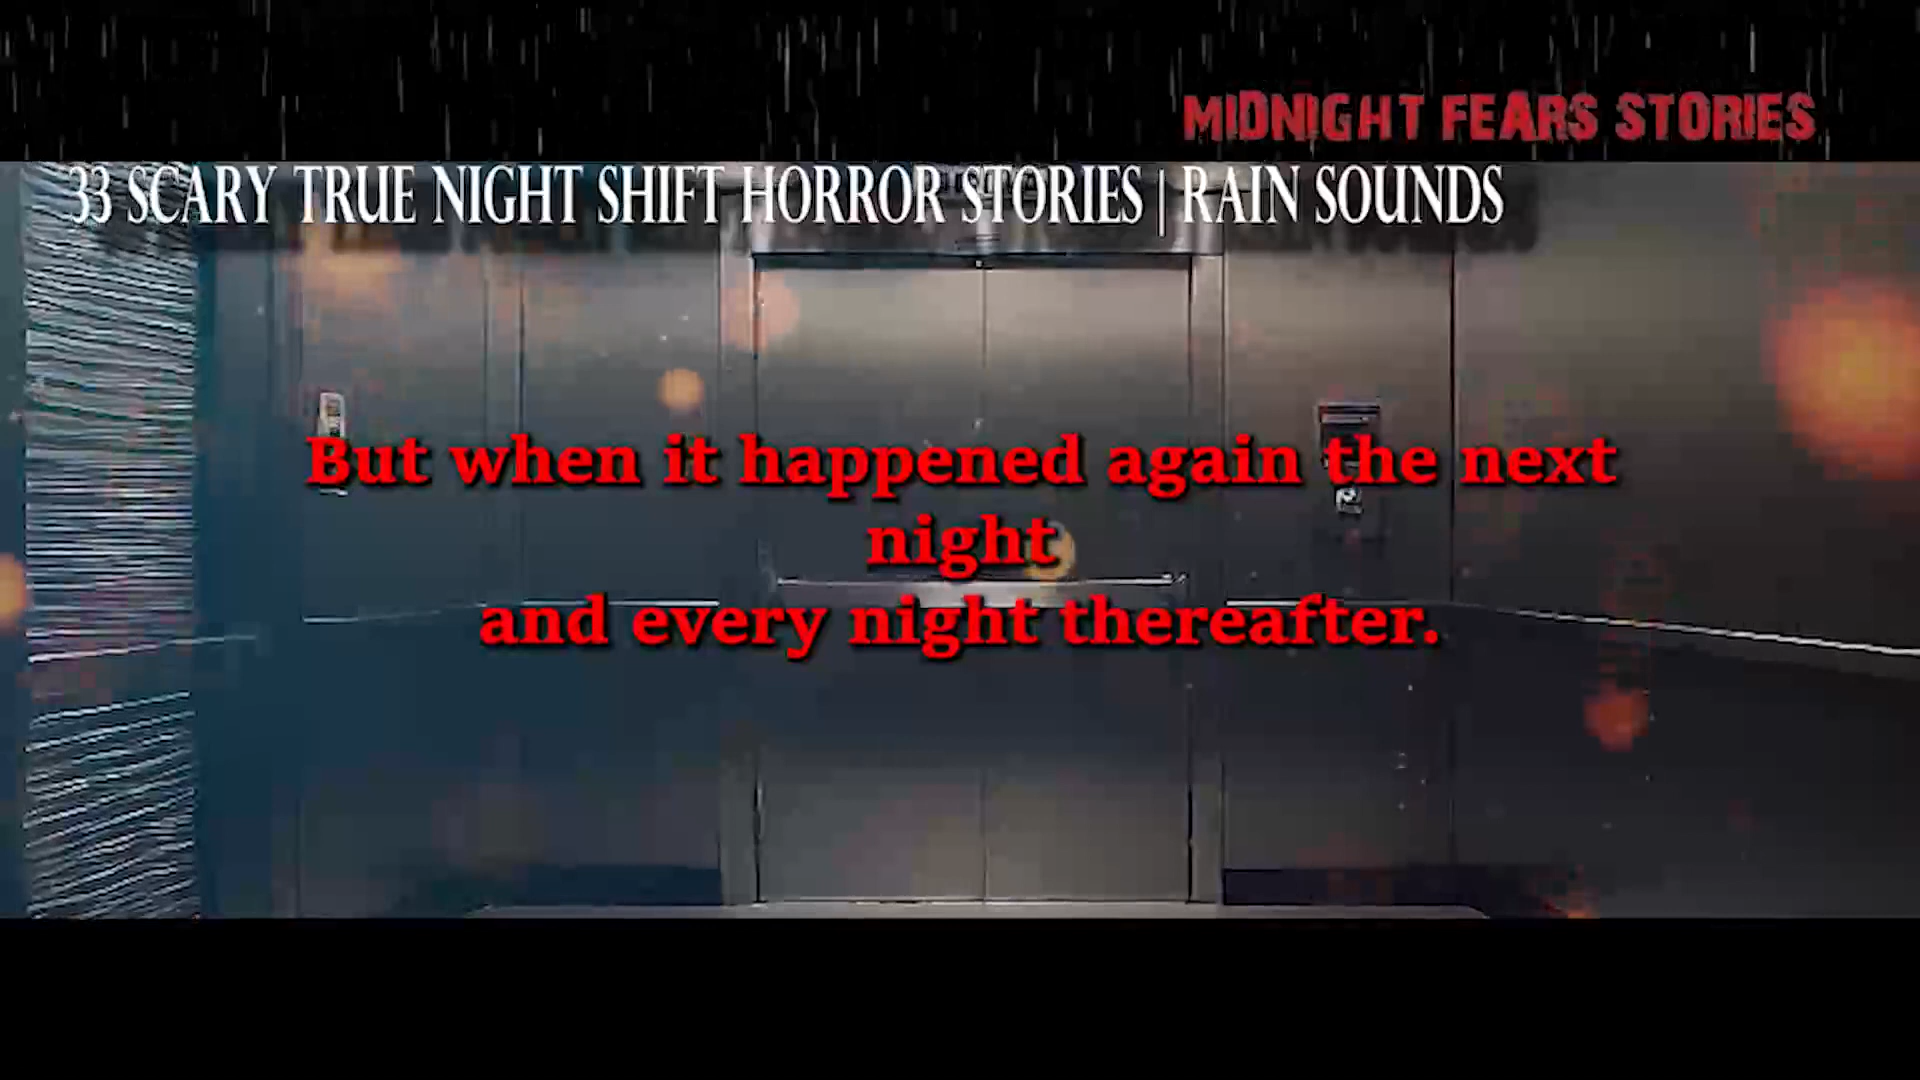 MIDNIGHT FEARS STORIES
33 SCARY TRUE NIGHT SHIFT HORROR STORIES | RAIN SOUNDS
But when it happened again the next
night
and every night thereafter.